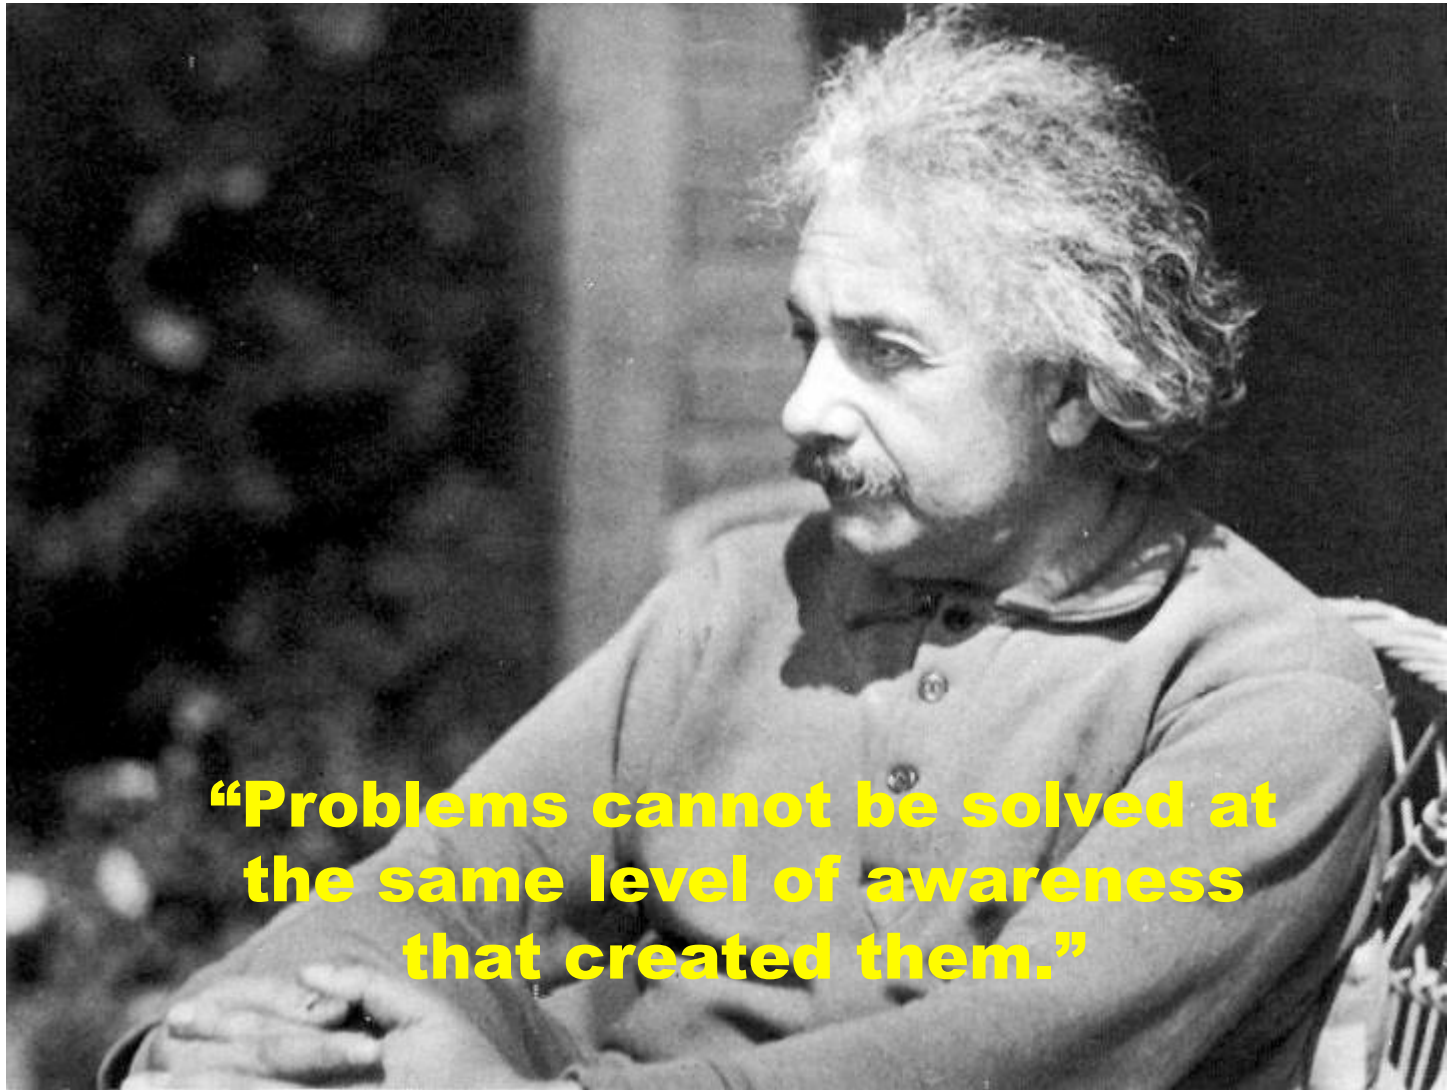 “Problems cannot be solved at
the same level of awareness
that created them.”